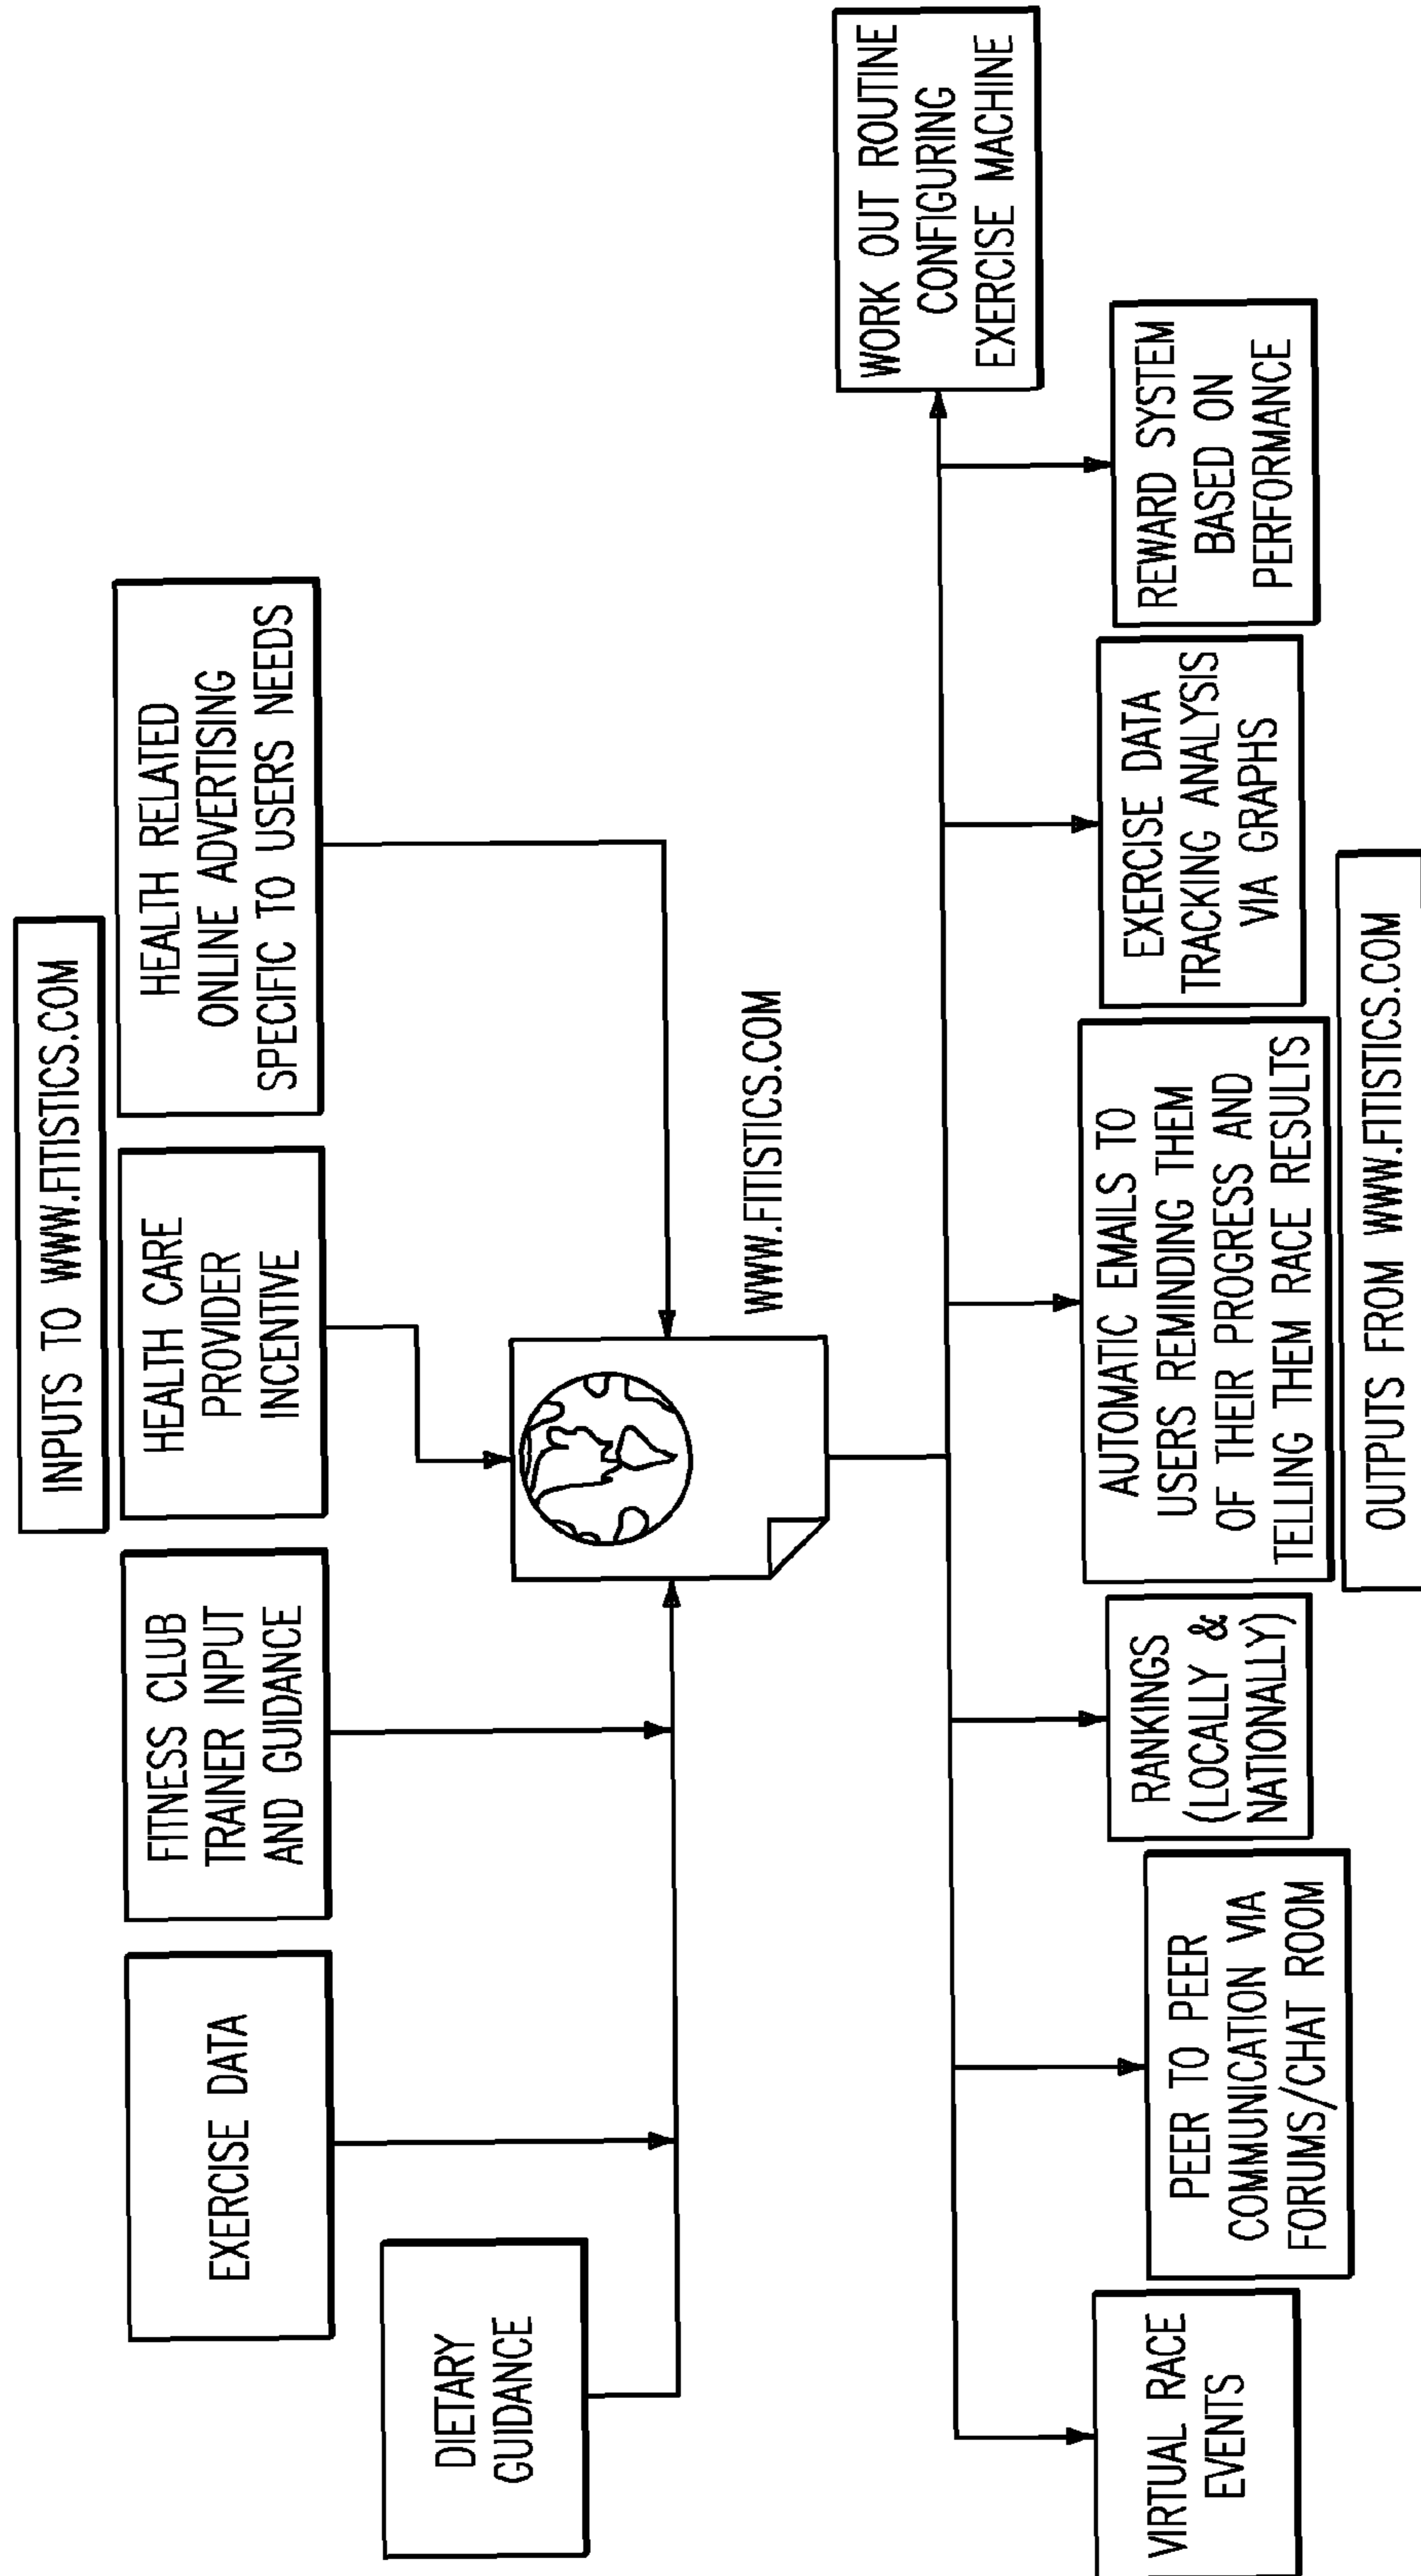 INPUTS TO WWW.FITISTICS.COM
DIETARY
GUIDANCE
EXERCISE DATA
FITNESS CLUB
TRAINER INPUT
AND GUIDANCE
HEALTH CARE
PROVIDER
INCENTIVE
HEALTH RELATED
ONLINE ADVERTISING
SPECIFIC TO USERS NEEDS
WWW.FITISTICS.COM
VIRTUAL RACE
EVENTS
PEER TO PEER
COMMUNICATION VIA
FORUMS/CHAT ROOM
RANKINGS
(LOCALLY &
NATIONALLY)
AUTOMATIC EMAILS TO
USERS REMINDING THEM
OF THEIR PROGRESS AND
TELLING THEM RACE RESULTS
EXERCISE DATA
TRACKING ANALYSIS
VIA GRAPHS
REWARD SYSTEM
BASED ON
PERFORMANCE
WORK OUT ROUTINE
CONFIGURING
EXERCISE MACHINE
OUTPUTS FROM WWW.FITISTICS.COM